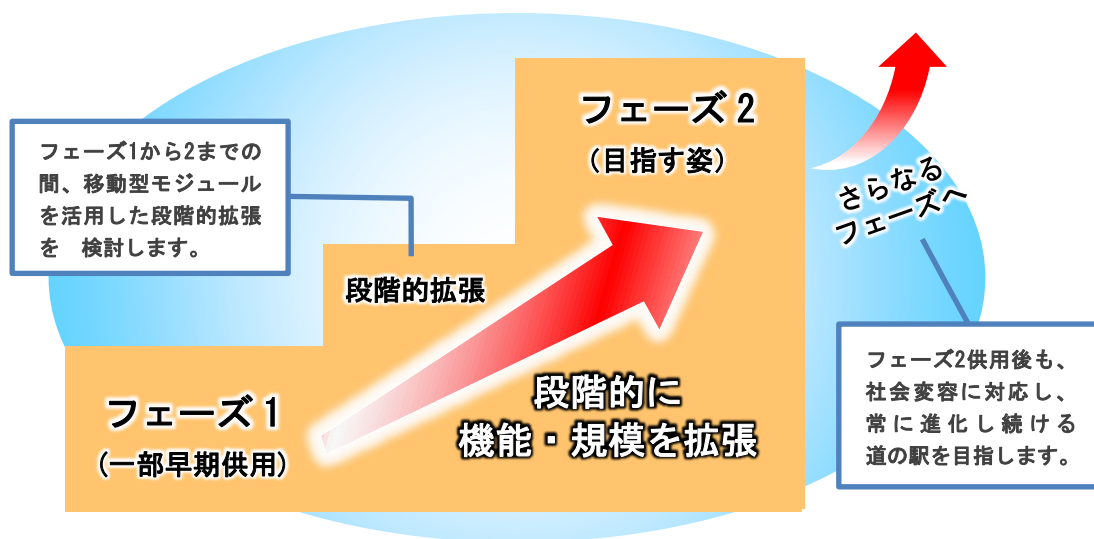 フェーズ2
(目指す姿)
フェーズ1から2までの
間、移動型モジュール
を活用した段階的拡張
を　検討します。
さらなる
フェーズへ
段階的拡張
フェーズ2供用後も、
社会変容に対応し、
常に進化し続ける
道の駅を目指します。
段階的に
機能・規模を拡張
フェーズ1
(一部早期供用)